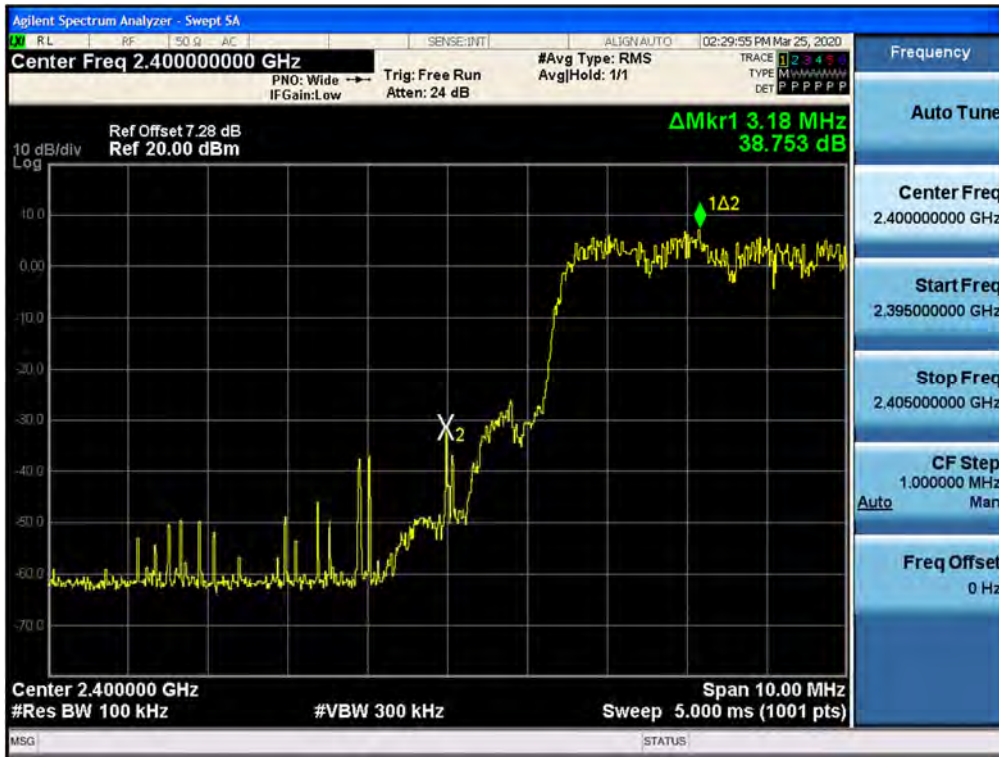 Agilent Spectrum Analyzer - Swept SA
LXI RL RF 50 Ω AC SENSE:INT ALIGN AUTO 02:29:55 PM Mar 25, 2020
Center Freq 2.400000000 GHz
PNO: Wide
IFGain:Low
Trig: Free Run
Atten: 24 dB
#Avg Type: RMS
Avg|Hold: 1/1
TRACE 1 2 3 4 5 6
TYPE M
DET P P P P P P
ΔMkr1 3.18 MHz
38.753 dB
Ref Offset 7.28 dB
10 dB/div Ref 20.00 dBm
Log
10.0
0.00
-10.0
-20.0
-30.0
-40.0
-50.0
-60.0
-70.0
1Δ2
X2
Center 2.400000 GHz Span 10.00 MHz
#Res BW 100 kHz #VBW 300 kHz Sweep 5.000 ms (1001 pts)
MSG STATUS
Frequency
Auto Tune
Center Freq
2.400000000 GHz
Start Freq
2.395000000 GHz
Stop Freq
2.405000000 GHz
CF Step
1.000000 MHz
Auto Man
Freq Offset
0 Hz